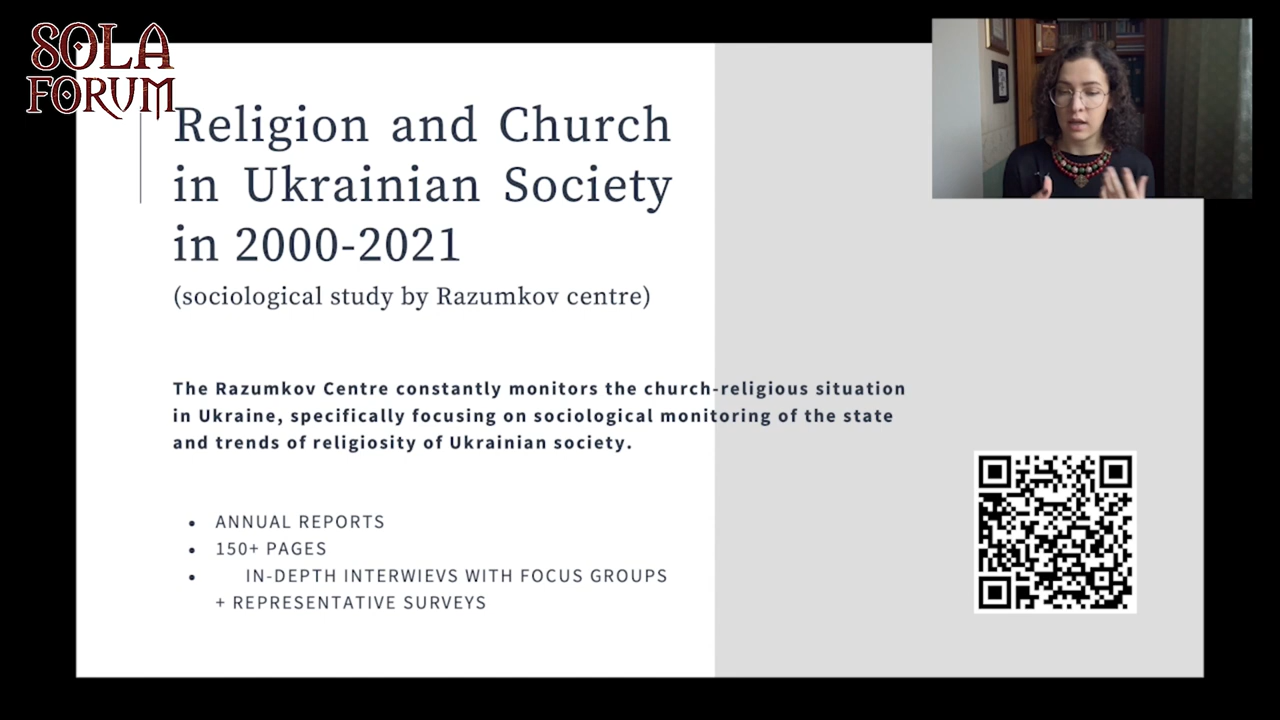 SOLA
FORUM
Religion and Church
in Ukrainian Society
in 2000-2021
(sociological study by Razumkov centre)
The Razumkov Centre constantly monitors the church-religious situation
in Ukraine, specifically focusing on sociological monitoring of the state
and trends of religiosity of Ukrainian society.
• ANNUAL REPORTS
• 150+ PAGES
• IN-DEPTH INTERWIEVS WITH FOCUS GROUPS
+ REPRESENTATIVE SURVEYS